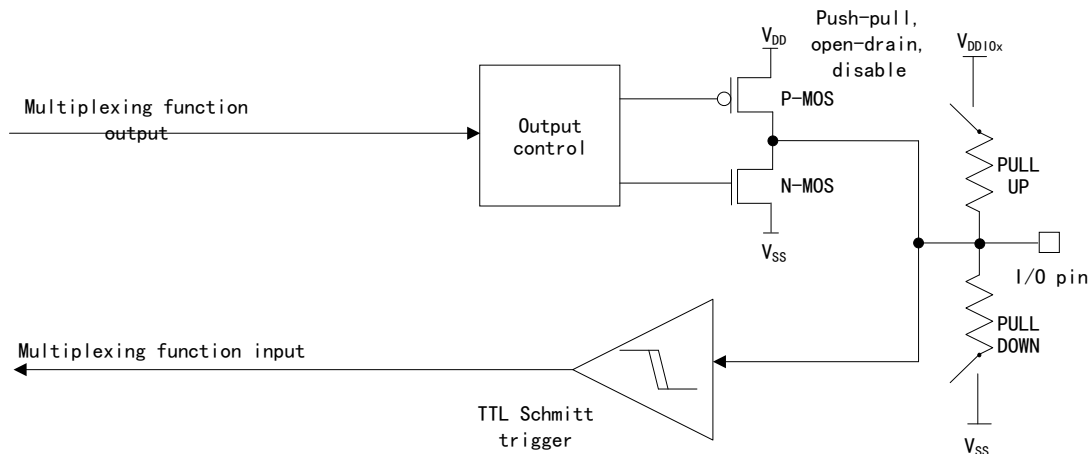 Push-pull,
open-drain,
disable
VDD
VDDIOx
Multiplexing function
output
Output
control
P-MOS
N-MOS
VSS
PULL
UP
I/O pin
PULL
DOWN
VSS
Multiplexing function input
TTL Schmitt
trigger